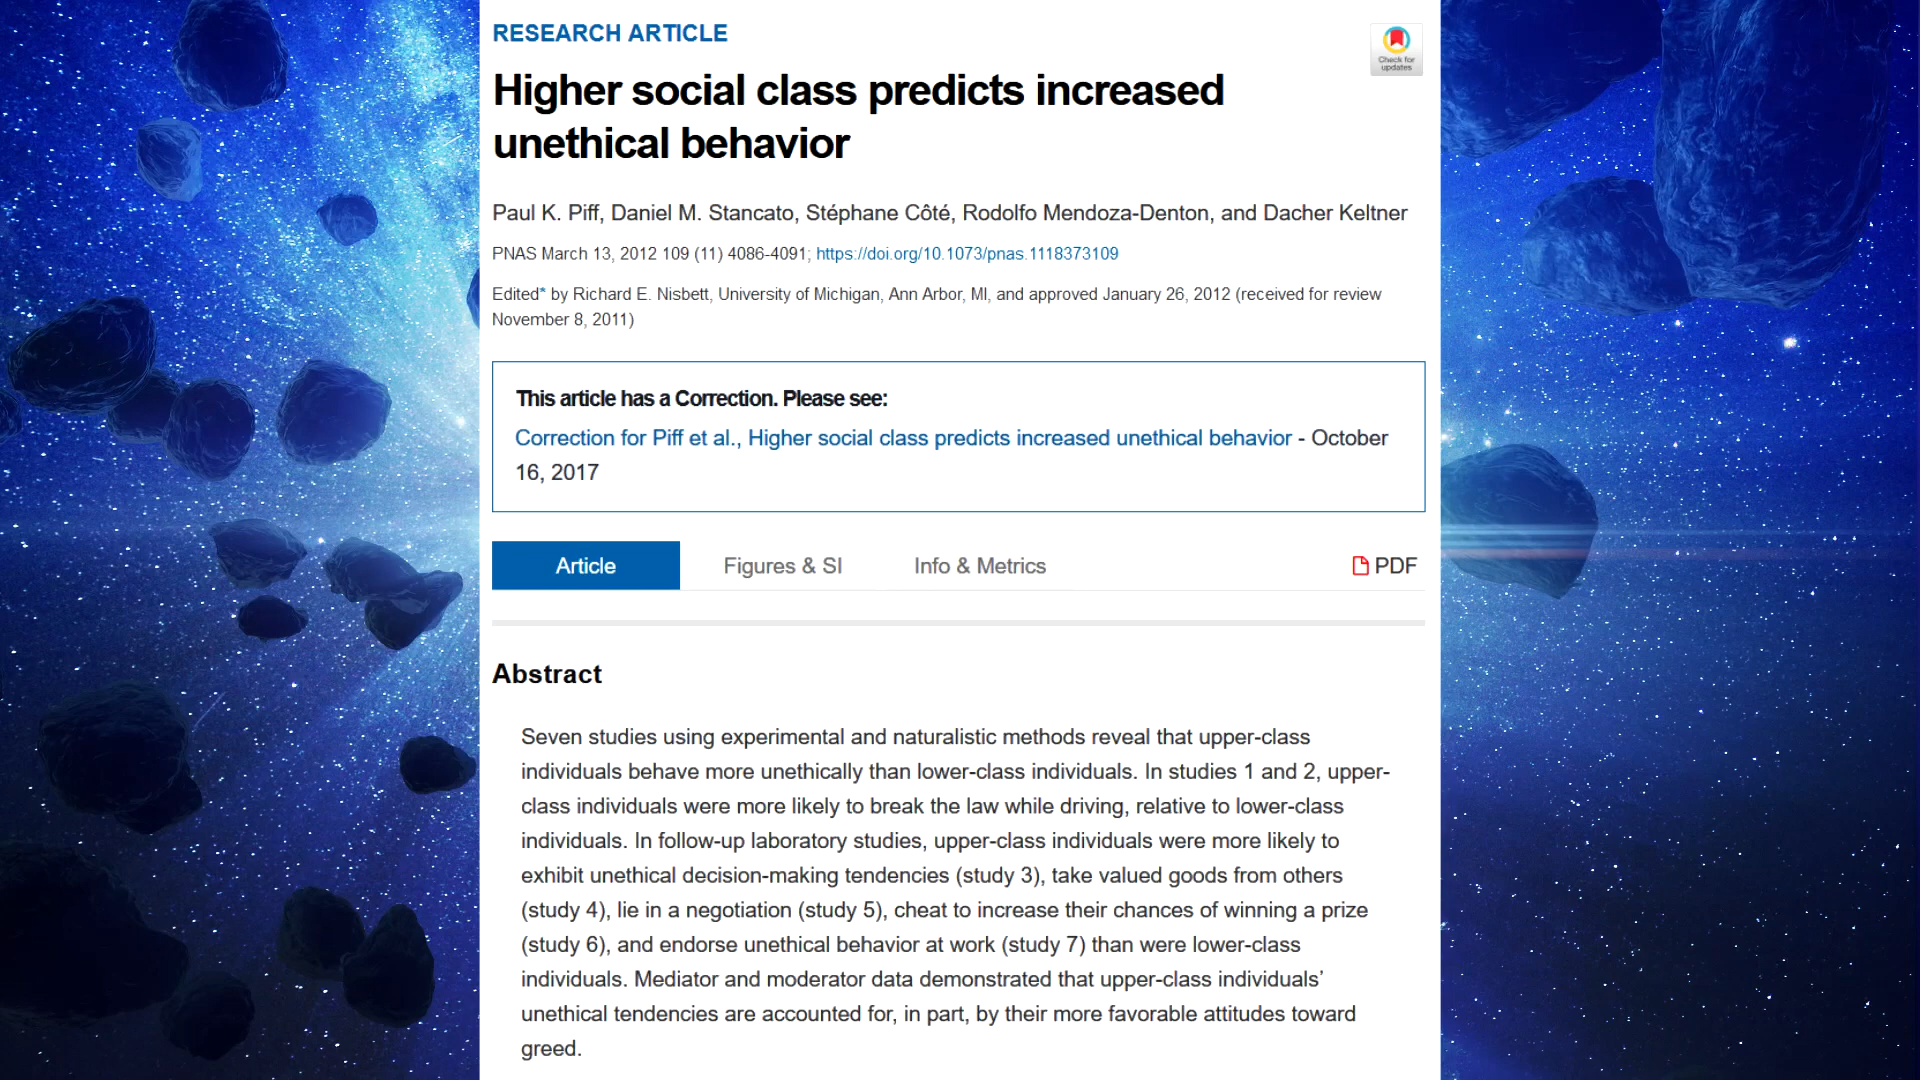 RESEARCH ARTICLE
Check for
updates
Higher social class predicts increased
unethical behavior
Paul K. Piff, Daniel M. Stancato, Stéphane Côté, Rodolfo Mendoza-Denton, and Dacher Keltner
PNAS March 13, 2012 109 (11) 4086-4091; https://doi.org/10.1073/pnas.1118373109
Edited* by Richard E. Nisbett, University of Michigan, Ann Arbor, MI, and approved January 26, 2012 (received for review
November 8, 2011)
This article has a Correction. Please see:
Correction for Piff et al., Higher social class predicts increased unethical behavior - October
16, 2017
Article Figures & SI Info & Metrics PDF
Abstract
Seven studies using experimental and naturalistic methods reveal that upper-class
individuals behave more unethically than lower-class individuals. In studies 1 and 2, upper-
class individuals were more likely to break the law while driving, relative to lower-class
individuals. In follow-up laboratory studies, upper-class individuals were more likely to
exhibit unethical decision-making tendencies (study 3), take valued goods from others
(study 4), lie in a negotiation (study 5), cheat to increase their chances of winning a prize
(study 6), and endorse unethical behavior at work (study 7) than were lower-class
individuals. Mediator and moderator data demonstrated that upper-class individuals’
unethical tendencies are accounted for, in part, by their more favorable attitudes toward
greed.